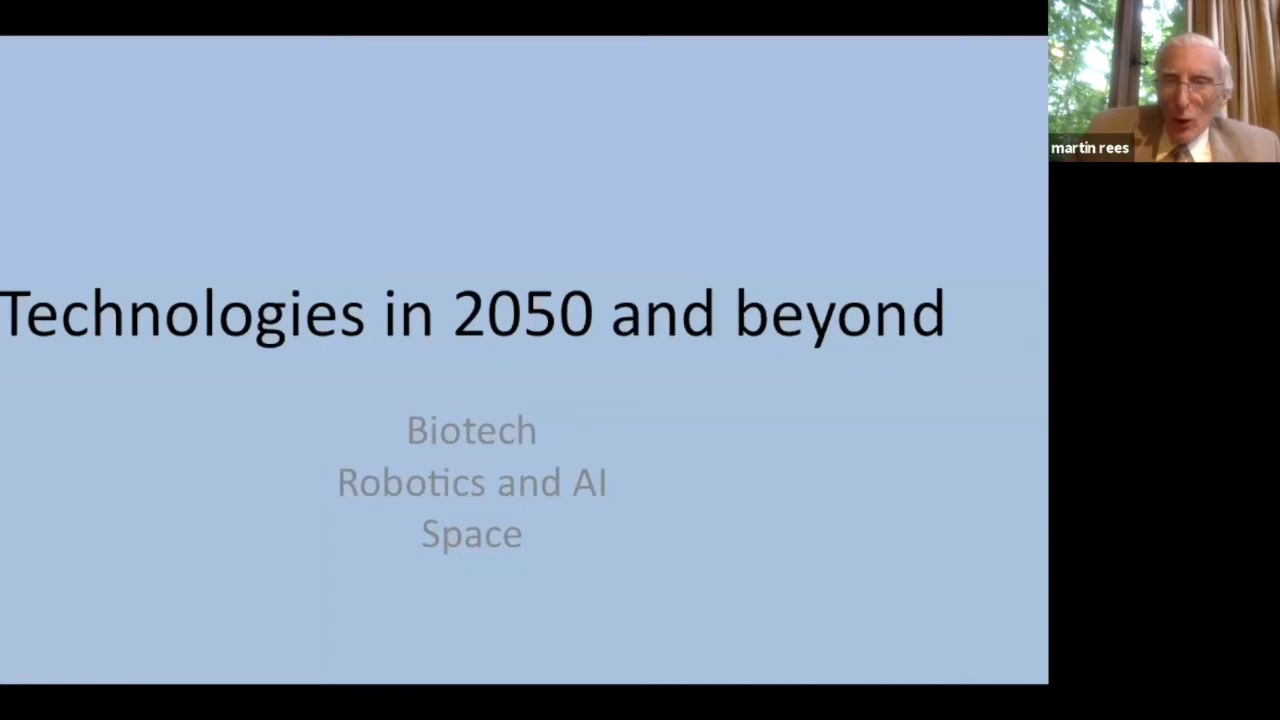 Technologies in 2050 and beyond
Biotech
Robotics and AI
Space
martin rees